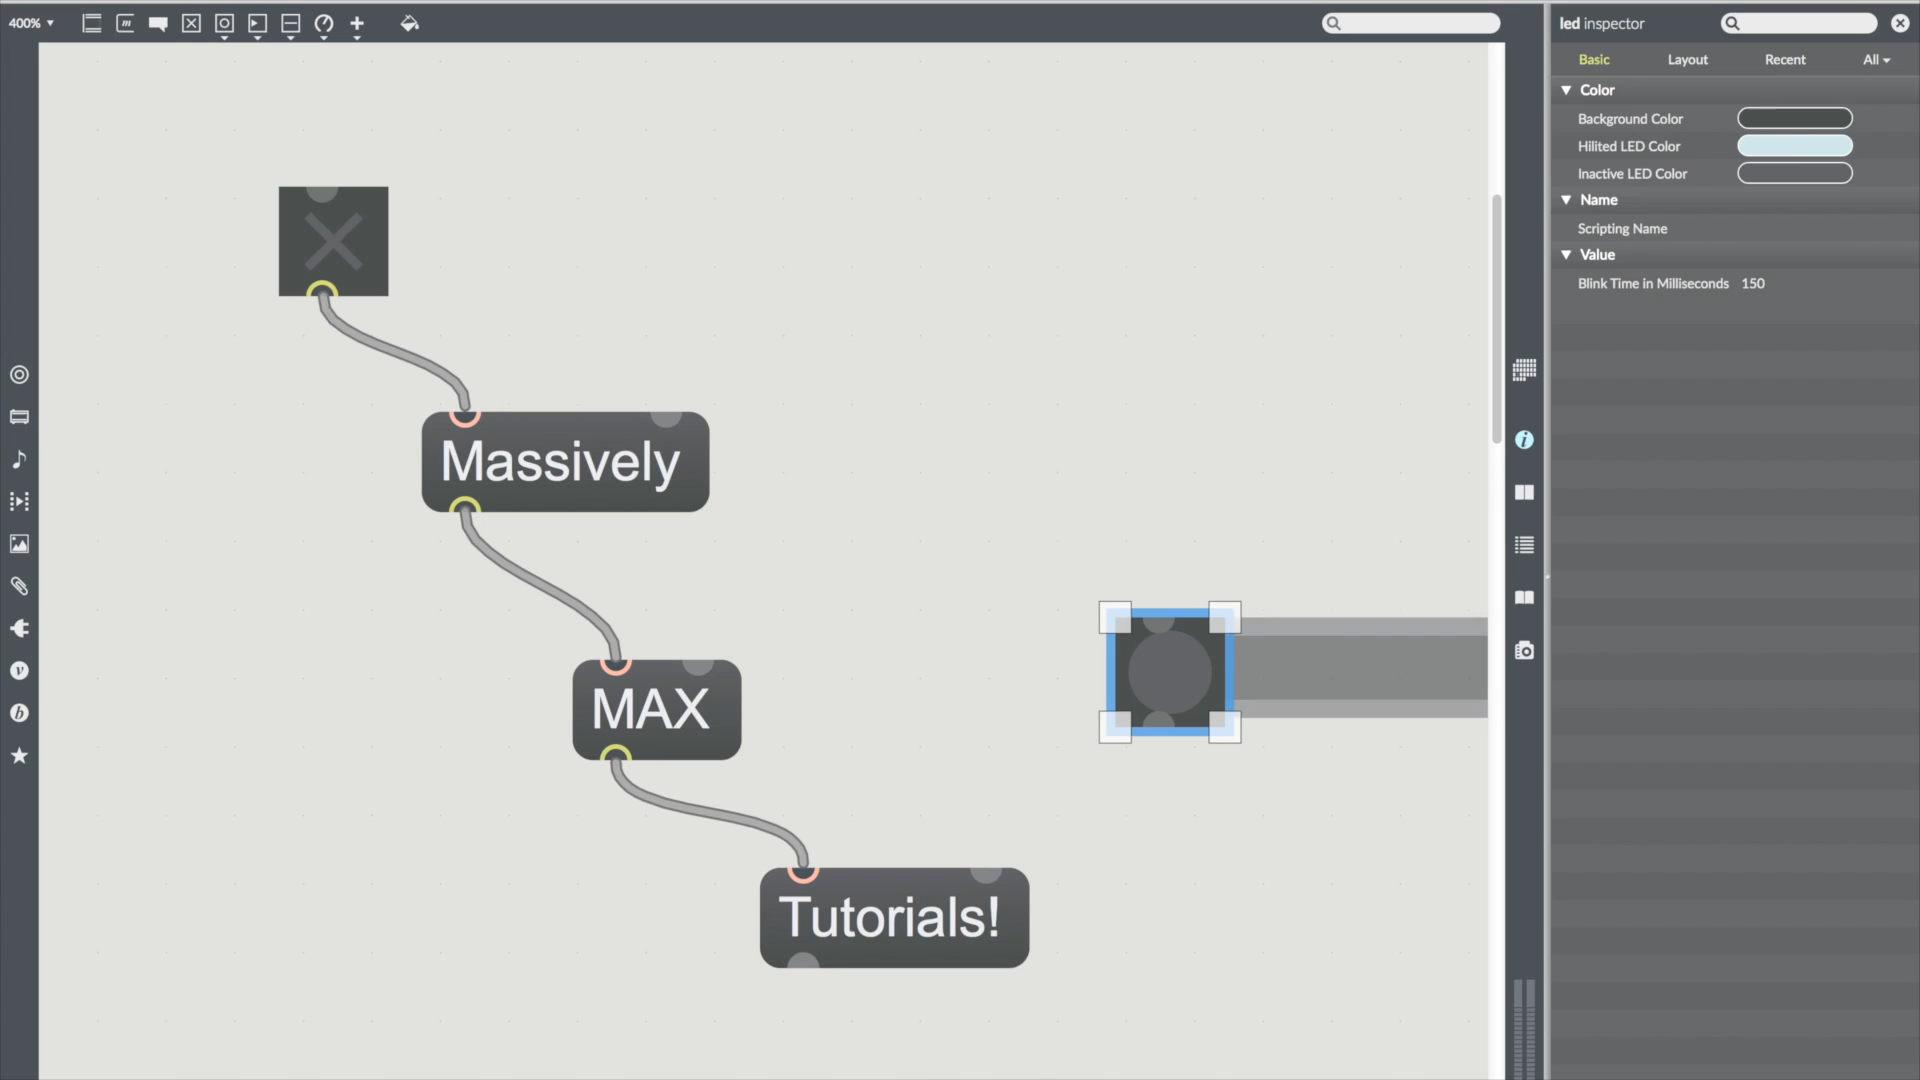 400%
m
led inspector
Basic Layout Recent All
Color
Background Color
Hilited LED Color
Inactive LED Color
Name
Scripting Name
Value
Blink Time in Milliseconds 150
Massively
MAX
Tutorials!
i
v
b